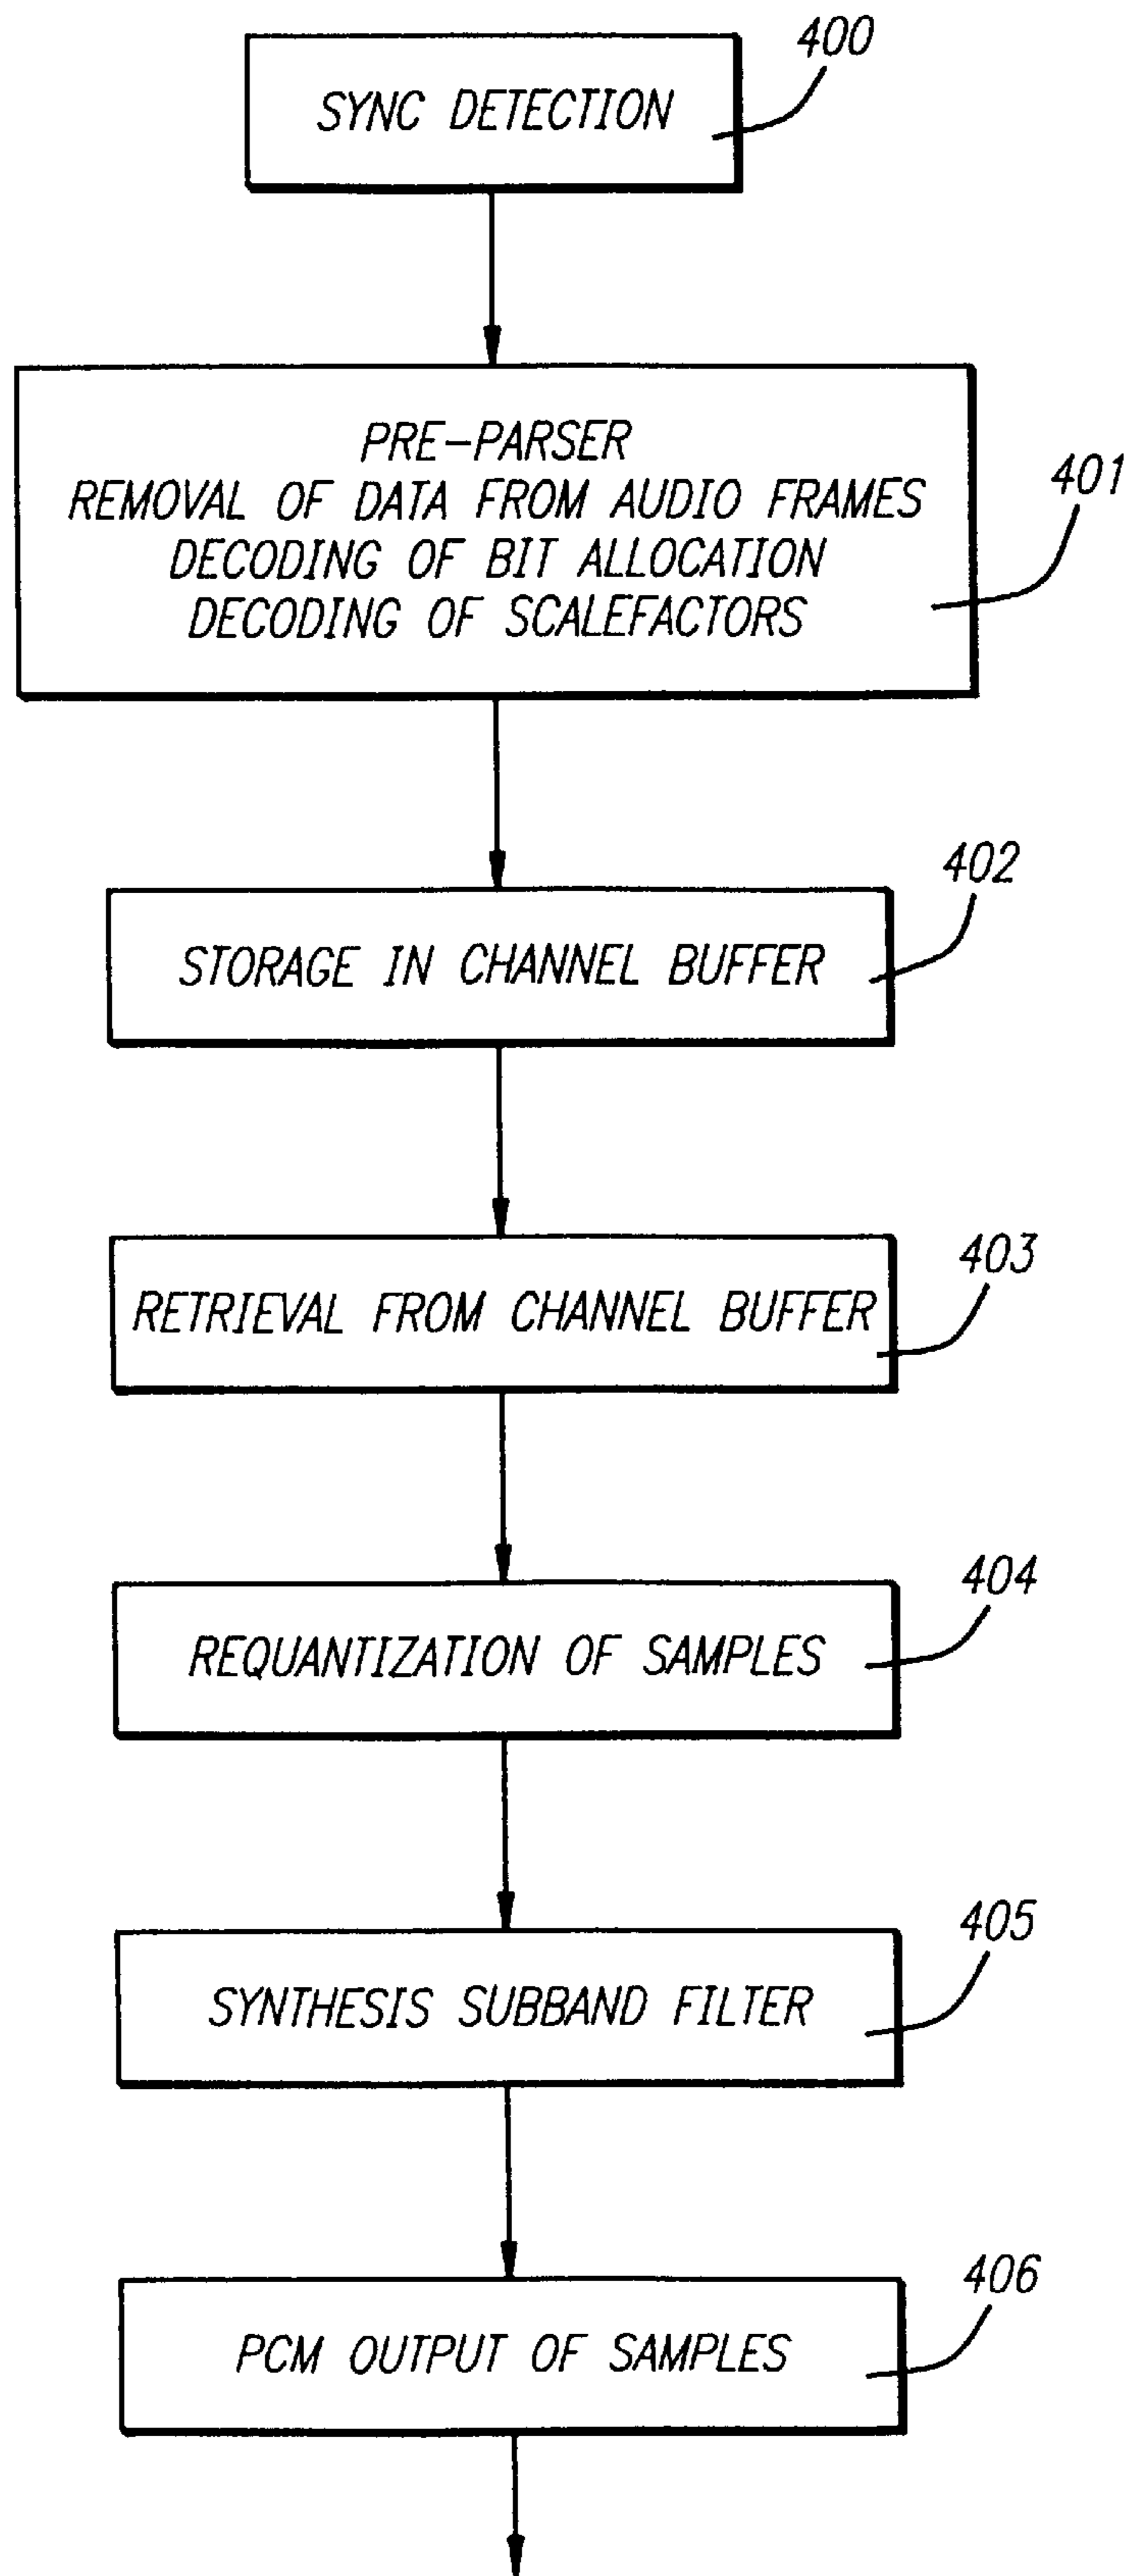 400
SYNC DETECTION
PRE-PARSER
REMOVAL OF DATA FROM AUDIO FRAMES
DECODING OF BIT ALLOCATION
DECODING OF SCALEFACTORS
401
402
STORAGE IN CHANNEL BUFFER
403
RETRIEVAL FROM CHANNEL BUFFER
404
REQUANTIZATION OF SAMPLES
405
SYNTHESIS SUBBAND FILTER
406
PCM OUTPUT OF SAMPLES